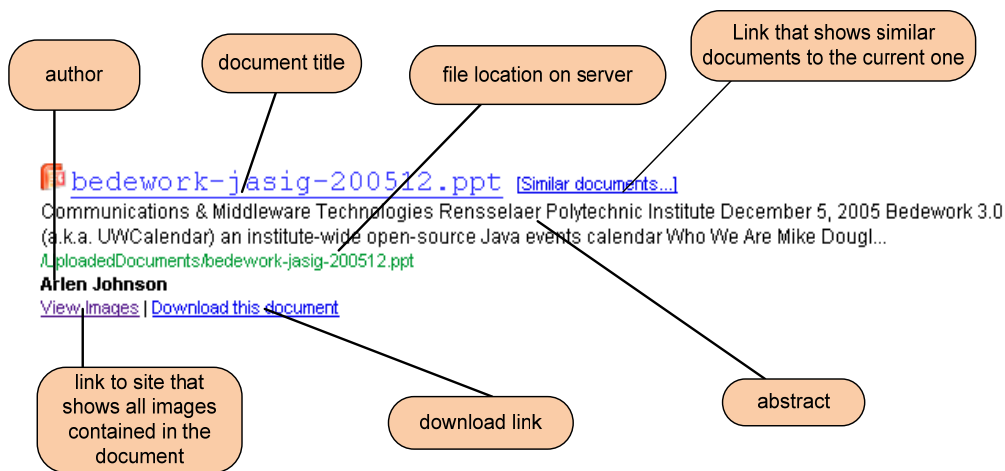 author
document title
file location on server
Link that shows similar
documents to the current one
bedework-jasig-200512.ppt [Similar documents...]
Communications & Middleware Technologies Rensselaer Polytechnic Institute December 5, 2005 Bedework 3.0
(a.k.a. UWCalendar) an institute-wide open-source Java events calendar Who We Are Mike Dougl...
/UploadedDocuments/bedework-jasig-200512.ppt
Arlen Johnson
View Images | Download this document
link to site that
shows all images
contained in the
document
download link
abstract